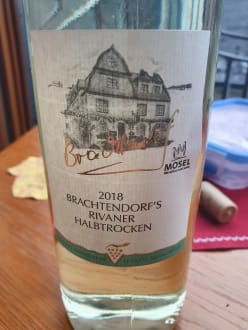 MOSEL
2018
BRACHTENDORF'S
RIVANER
HALBTROCKEN